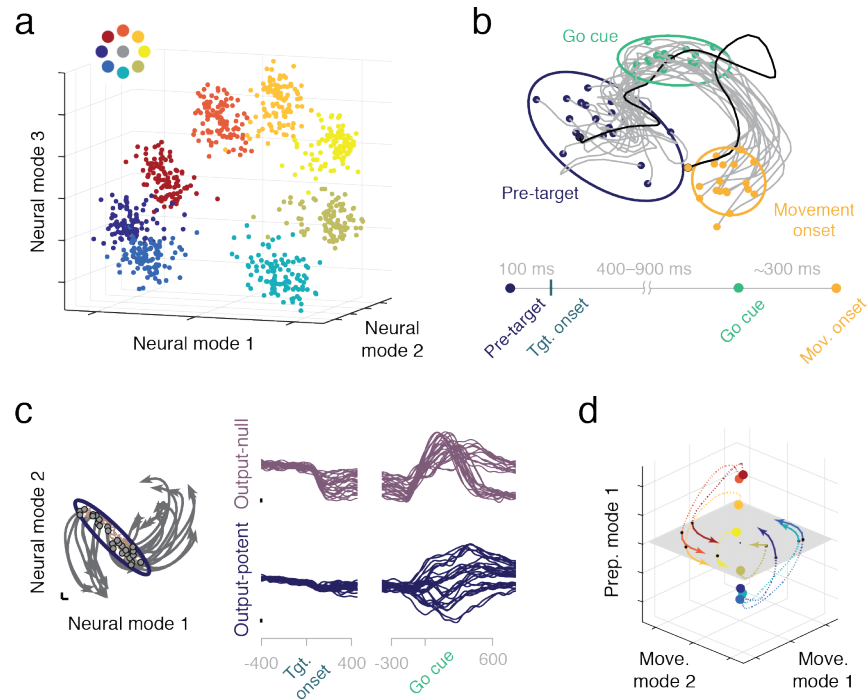 a
Neural mode 3
Neural mode 1
Neural
mode 2
b
Go cue
Pre-target
Movement
onset
100 ms
400–900 ms
~300 ms
Pre-target
Tgt. onset
Go cue
Mov. onset
c
Neural mode 2
Neural mode 1
Output-null
Output-potent
-400
Tgt.
onset
400
-300
Go cue
600
d
Prep. mode 1
Move.
mode 2
Move.
mode 1